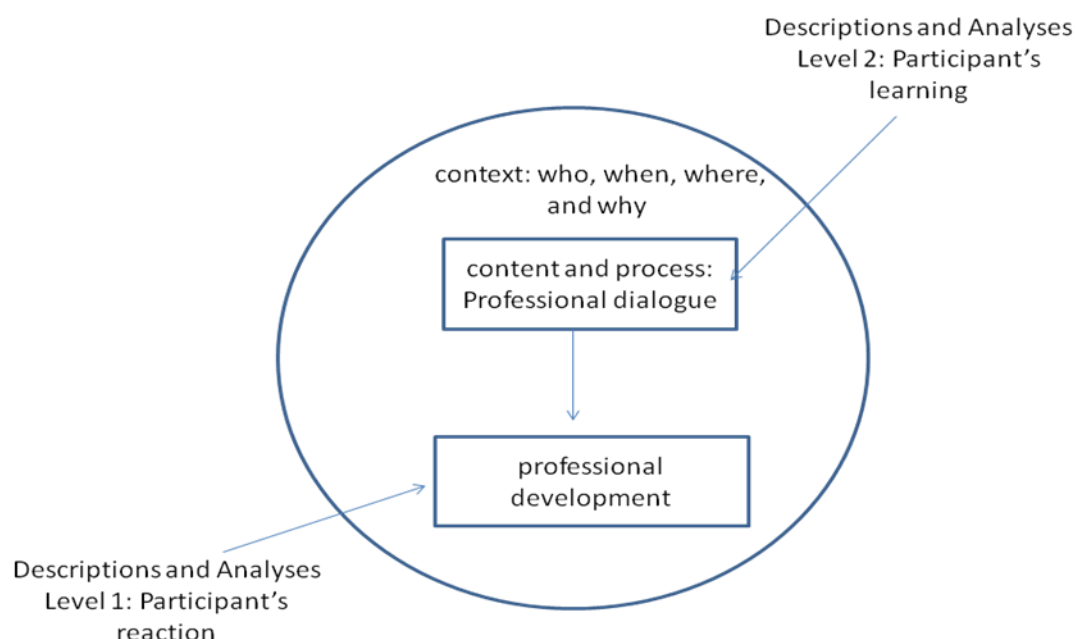 Descriptions and Analyses
Level 2: Participant's
learning
context: who, when, where,
and why
content and process:
Professional dialogue
professional
development
Descriptions and Analyses
Level 1: Participant's
reaction